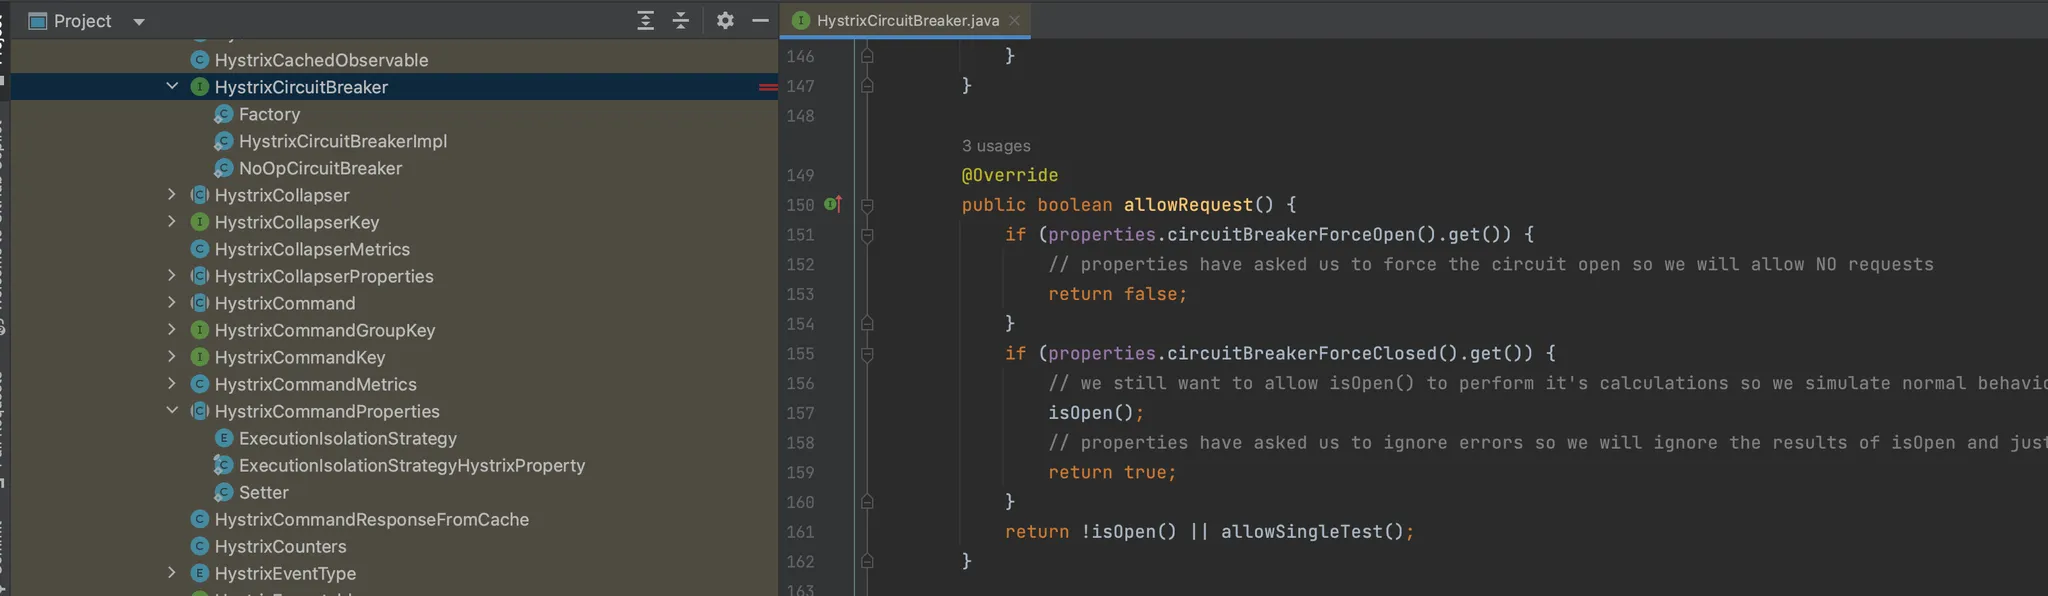 Project
HystrixCachedObservable
HystrixCircuitBreaker
Factory
HystrixCircuitBreakerImpl
NoOpCircuitBreaker
HystrixCollapser
HystrixCollapserKey
HystrixCollapserMetrics
HystrixCollapserProperties
HystrixCommand
HystrixCommandGroupKey
HystrixCommandKey
HystrixCommandMetrics
HystrixCommandProperties
ExecutionIsolationStrategy
ExecutionIsolationStrategyHystrixProperty
Setter
HystrixCommandResponseFromCache
HystrixCounters
HystrixEventType
HystrixCircuitBreaker.java
146 }
147 }
148
3 usages
149 @Override
150 public boolean allowRequest() {
151 if (properties.circuitBreakerForceOpen().get()) {
152 // properties have asked us to force the circuit open so we will allow NO requests
153 return false;
154 }
155 if (properties.circuitBreakerForceClosed().get()) {
156 // we still want to allow isOpen() to perform it's calculations so we simulate normal behavio
157 isOpen();
158 // properties have asked us to ignore errors so we will ignore the results of isOpen and just
159 return true;
160 }
161 return !isOpen() || allowSingleTest();
162 }
163